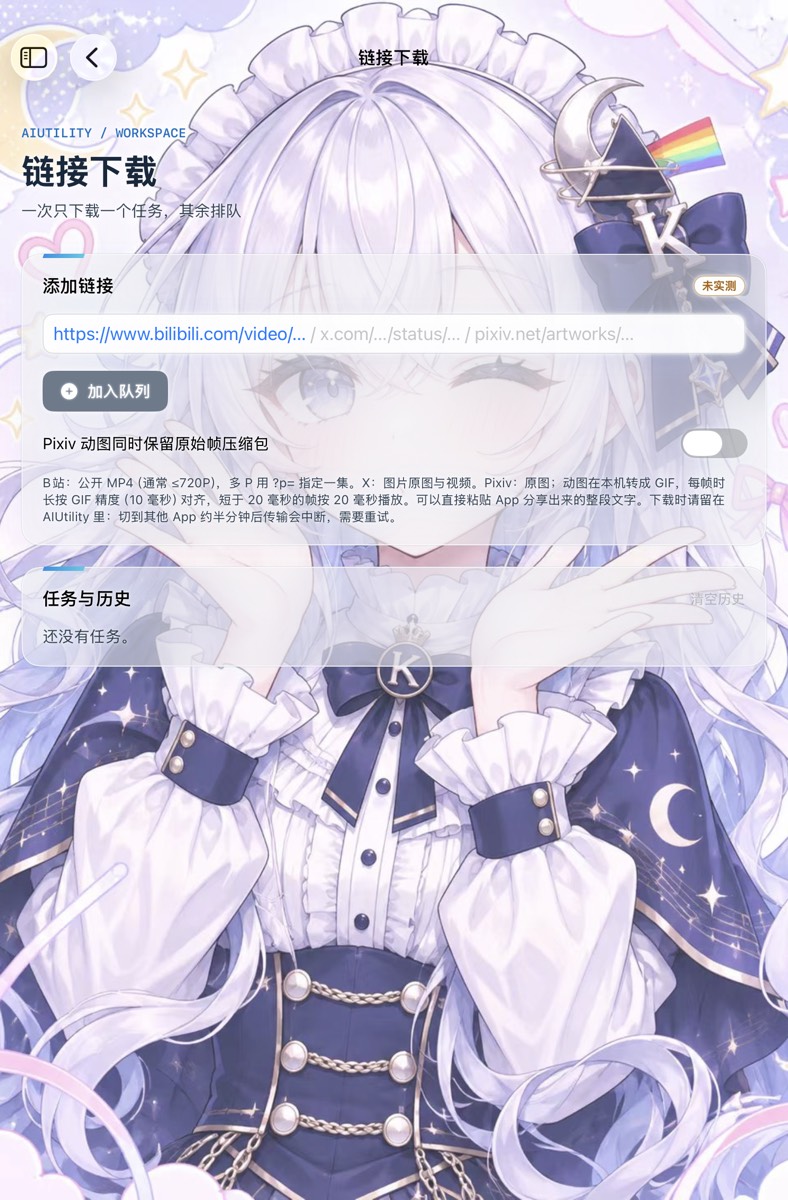 链接下载
AIUTILITY / WORKSPACE
链接下载
一次只下载一个任务，其余排队
添加链接
未实测
https://www.bilibili.com/video/... / x.com/.../status/... / pixiv.net/artworks/...
加入队列
Pixiv 动图同时保留原始帧压缩包
B站：公开 MP4 (通常 ≤720P)，多 P 用 ?p= 指定一集。X：图片原图与视频。Pixiv：原图；动图在本机转成 GIF，每帧时
长按 GIF 精度 (10 毫秒) 对齐，短于 20 毫秒的帧按 20 毫秒播放。可以直接粘贴 App 分享出来的整段文字。下载时请留在
AIUtility 里：切到其他 App 约半分钟后传输会中断，需要重试。
任务与历史
清空历史
还没有任务。
K
K